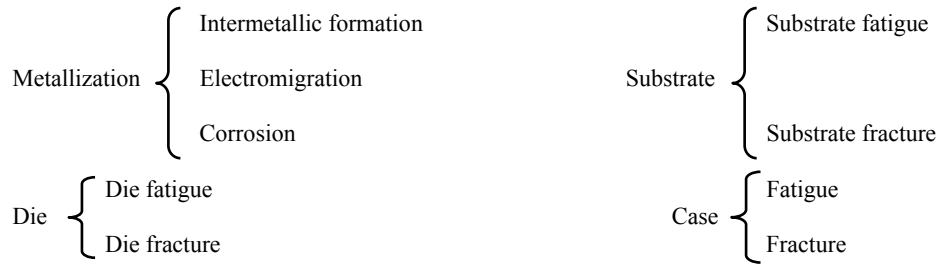 Metallization
Intermetallic formation
Electromigration
Corrosion
Substrate
Substrate fatigue
Substrate fracture
Die
Die fatigue
Die fracture
Case
Fatigue
Fracture